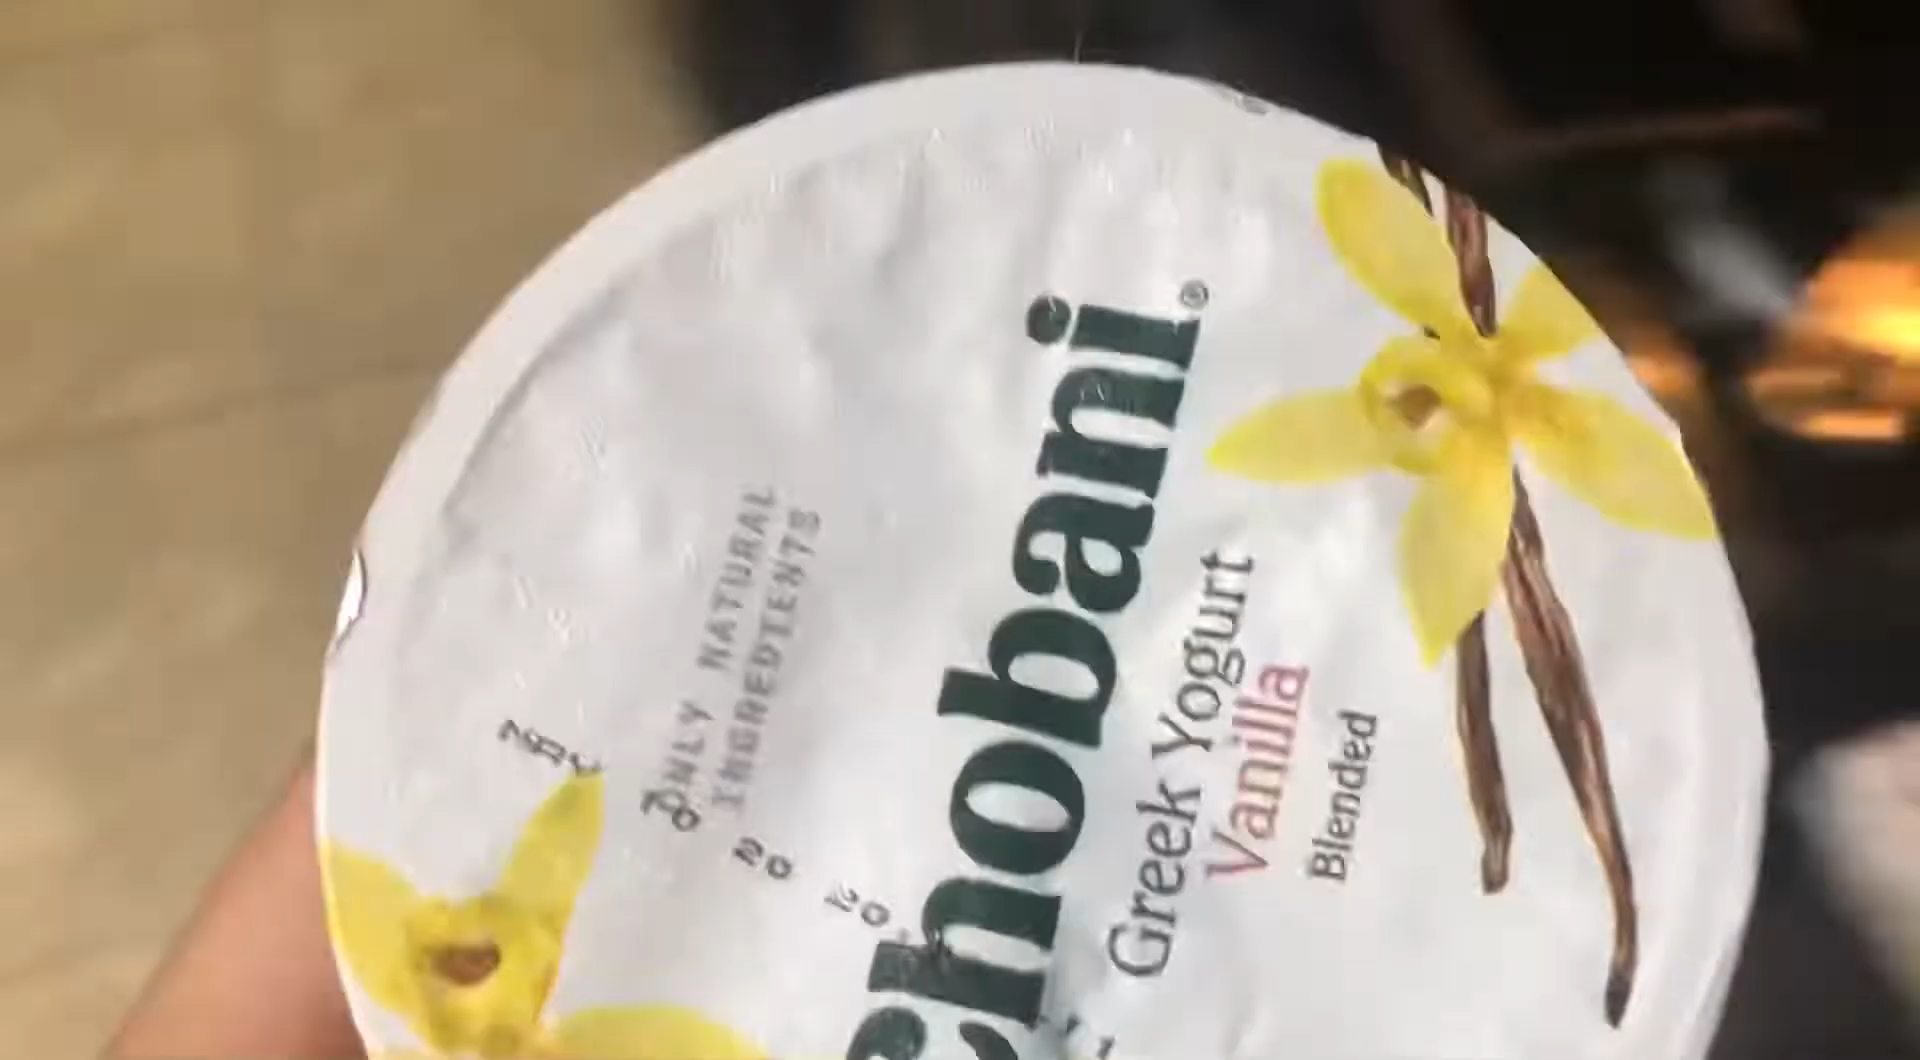 ONLY NATURAL
INGREDIENTS
chobani®
Greek Yogurt
Vanilla
Blended